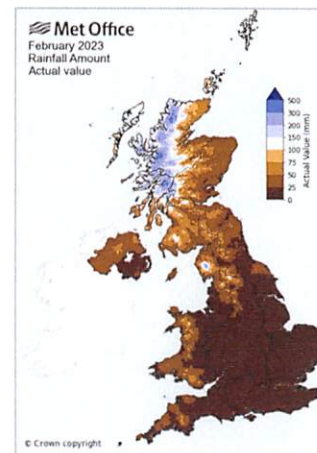 Met Office
February 2023
Rainfall Amount
Actual value
500
300
200
150
100
75
50
25
0
Actual Value (mm)
© Crown copyright